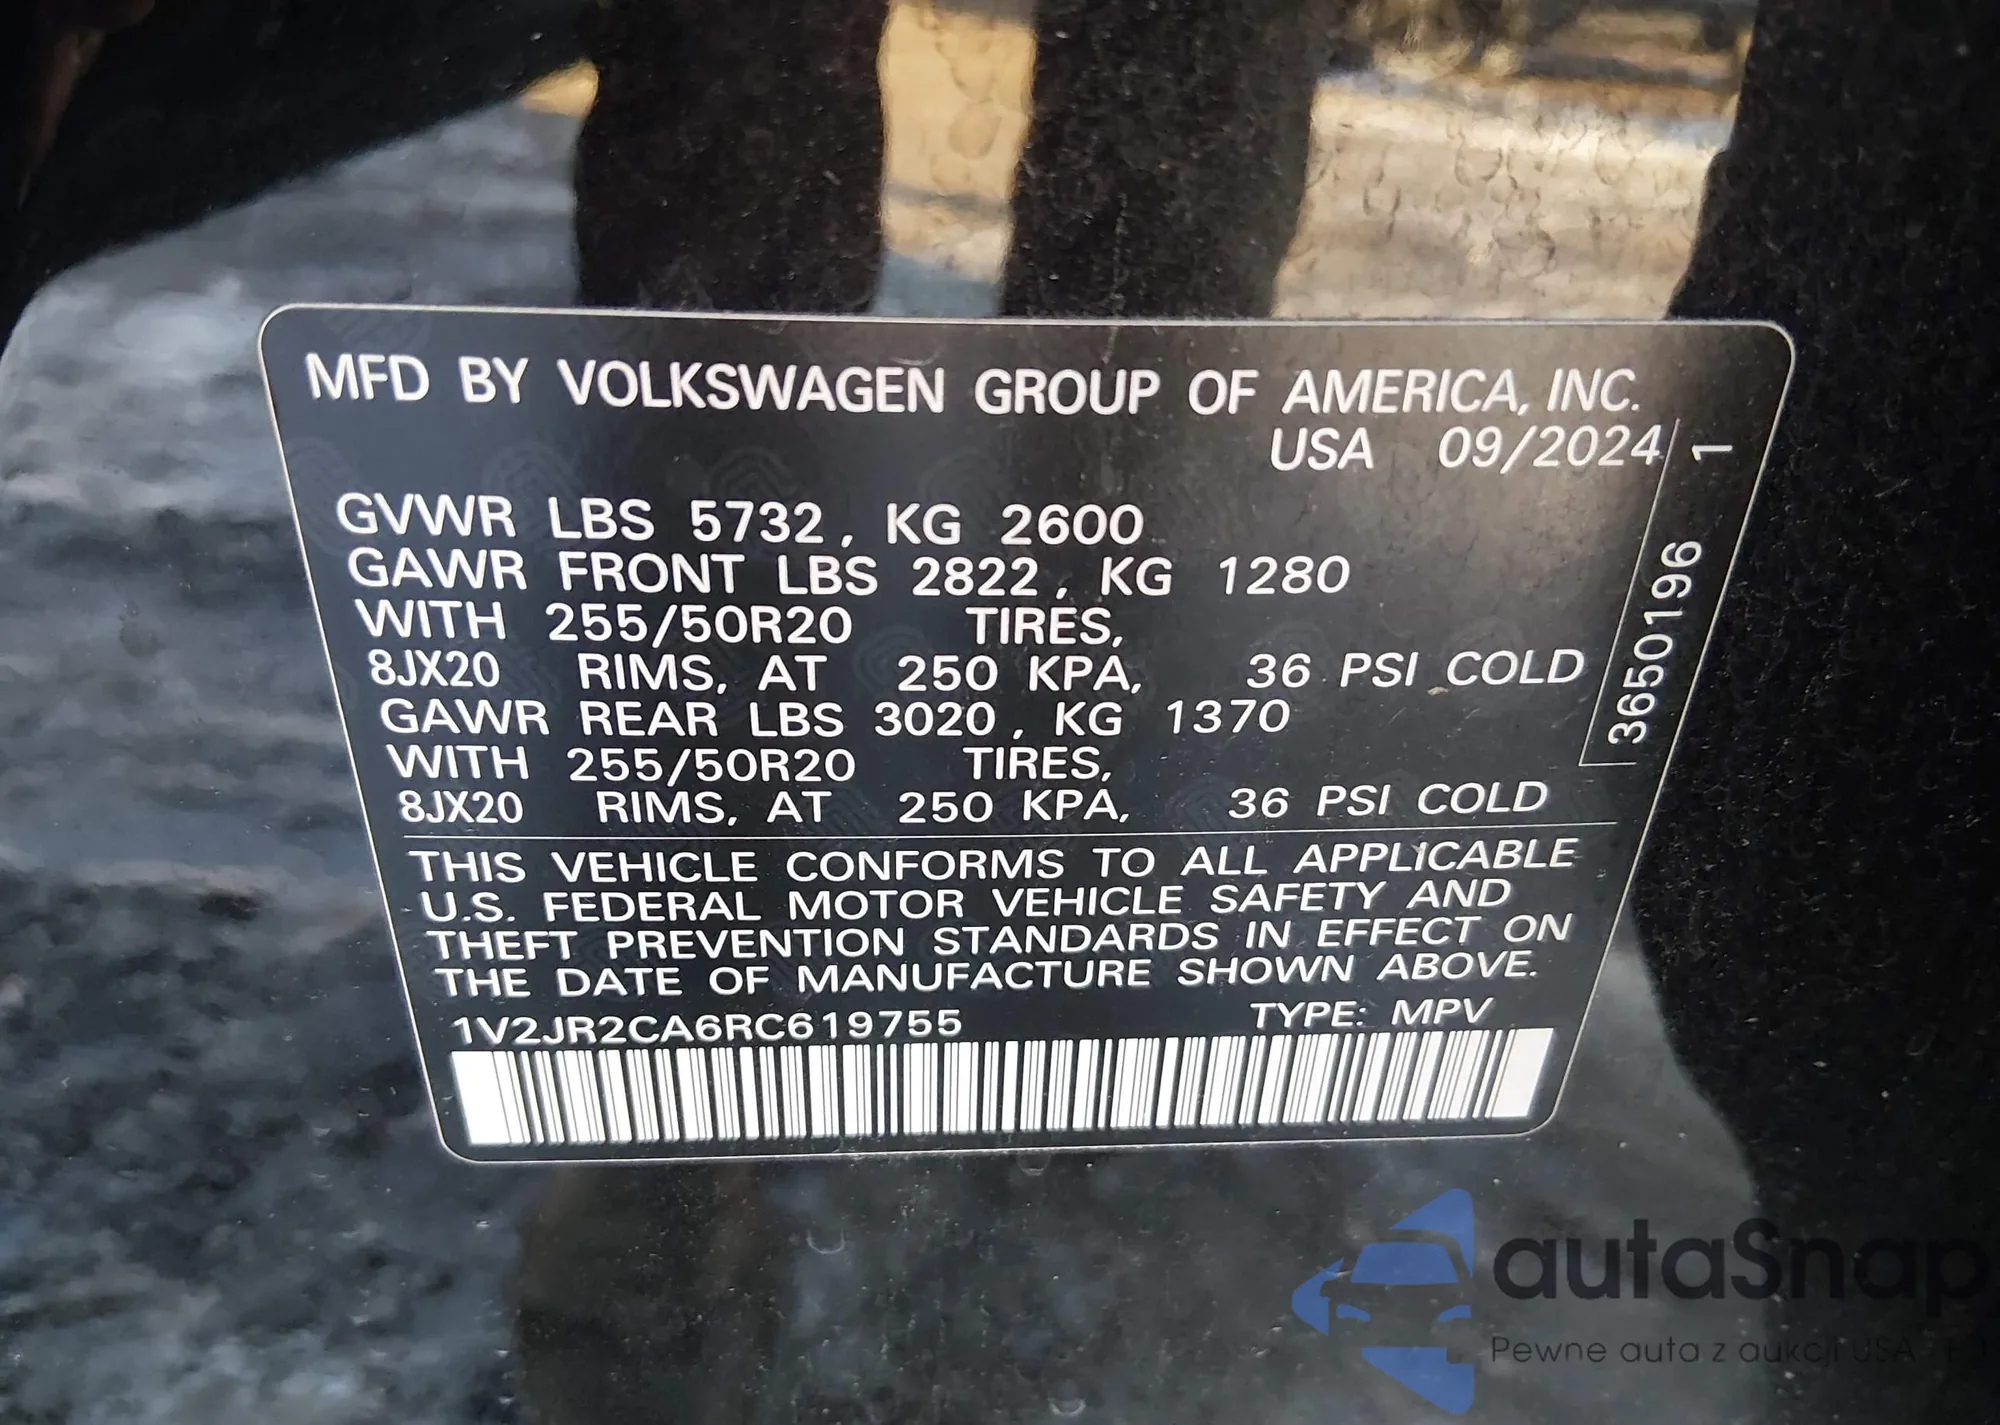 MFD BY VOLKSWAGEN GROUP OF AMERICA, INC.
USA 09/2024
3650196 1
GVWR LBS 5732, KG 2600
GAWR FRONT LBS 2822, KG 1280
WITH 255/50R20 TIRES,
8JX20 RIMS, AT 250 KPA, 36 PSI COLD
GAWR REAR LBS 3020, KG 1370
WITH 255/50R20 TIRES,
8JX20 RIMS, AT 250 KPA, 36 PSI COLD
THIS VEHICLE CONFORMS TO ALL APPLICABLE
U.S. FEDERAL MOTOR VEHICLE SAFETY AND
THEFT PREVENTION STANDARDS IN EFFECT ON
THE DATE OF MANUFACTURE SHOWN ABOVE.
1V2JR2CA6RC619755 TYPE: MPV
autaSnap
Pewne auta z aukcji USA